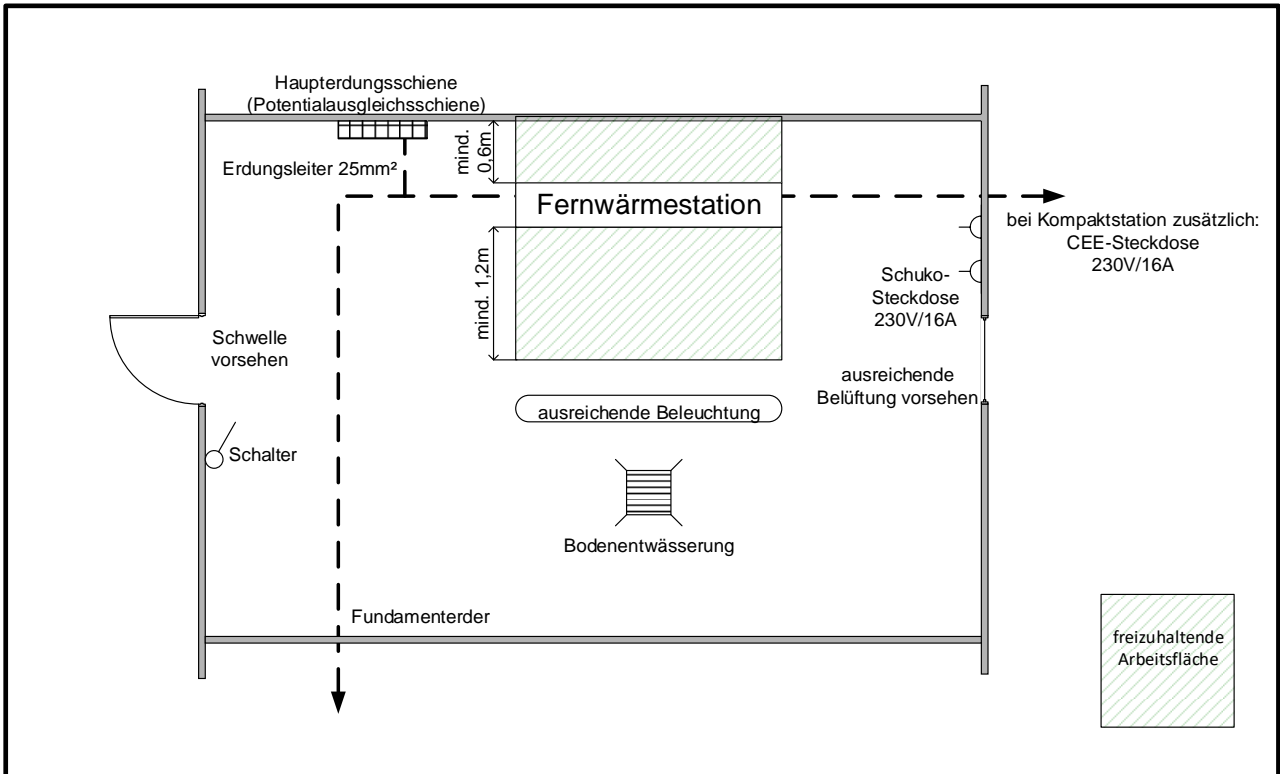 Haupterdungsschiene
(Potentialausgleichsschiene)
Erdungsleiter 25mm²
mind.
0,6m
Fernwärmestation
bei Kompaktstation zusätzlich:
CEE-Steckdose
230V/16A
mind. 1,2m
Schuko-
Steckdose
230V/16A
Schwelle
vorsehen
ausreichende
Belüftung vorsehen
ausreichende Beleuchtung
Schalter
Bodenentwässerung
Fundamenterder
freizuhaltende
Arbeitsfläche